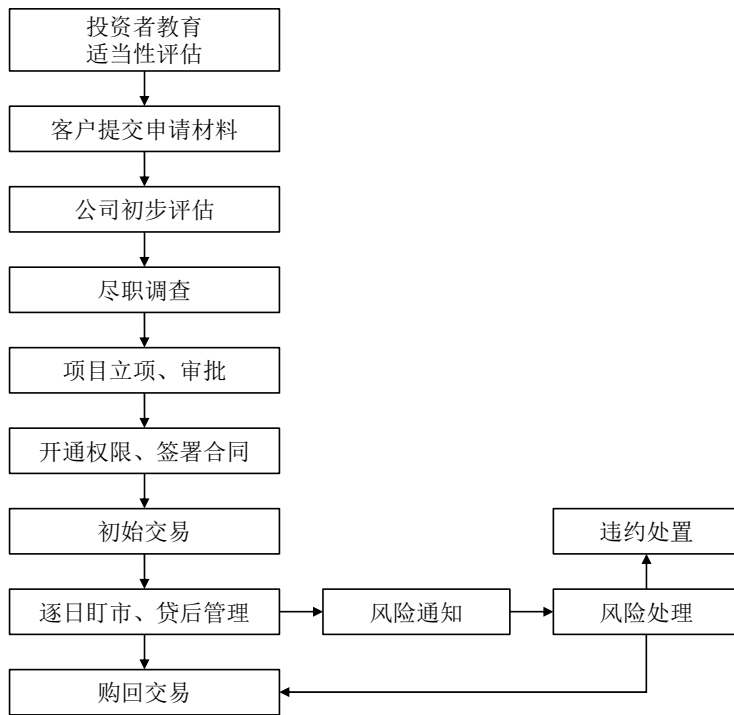 投资者教育
适当性评估
客户提交申请材料
公司初步评估
尽职调查
项目立项、审批
开通权限、签署合同
初始交易
违约处置
逐日盯市、贷后管理
风险通知
风险处理
购回交易